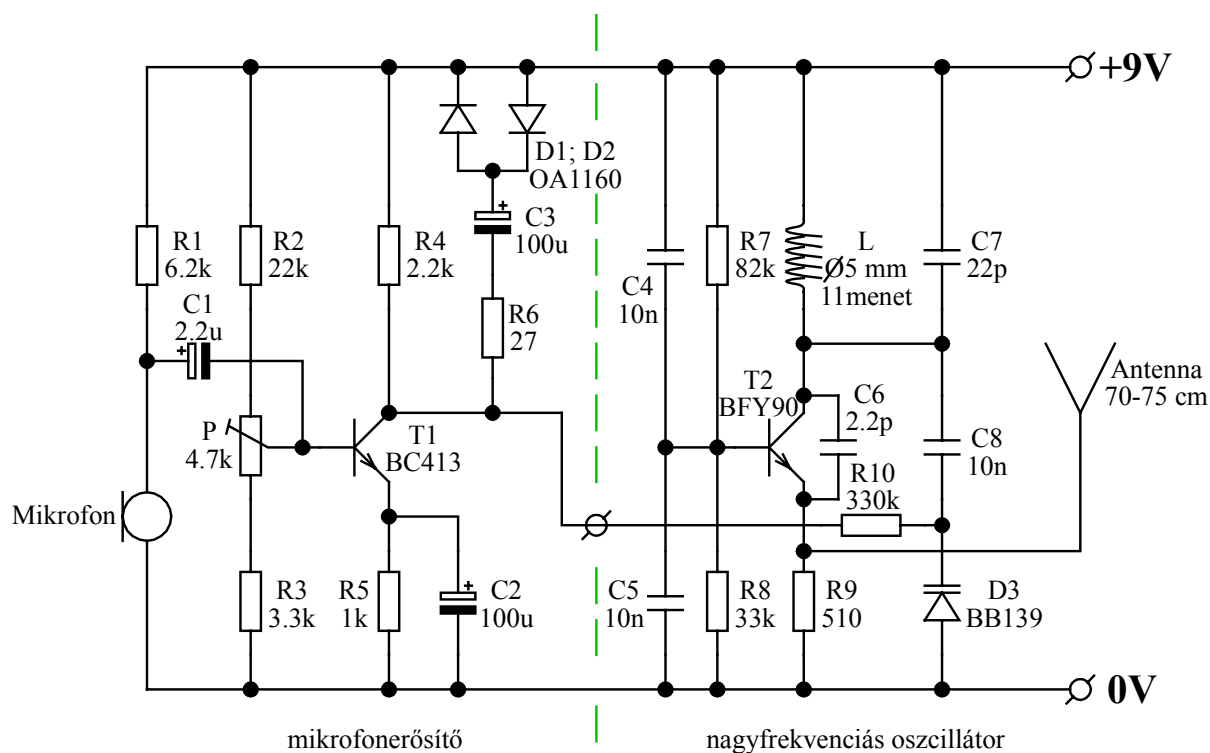 +9V
D1; D2
OA1160
R1
6.2k
R2
22k
R4
2.2k
+
C3
100u
R7
82k
L
Ø5 mm
11menet
C7
22p
C1
2.2u
+
C4
10n
R6
27
Antenna
70-75 cm
T2
BFY90
C6
2.2p
P
4.7k
T1
BC413
C8
10n
R10
330k
Mikrofon
R3
3.3k
R5
1k
+
C2
100u
C5
10n
R8
33k
R9
510
D3
BB139
0V
mikrofonerősítő
nagyfrekvenciás oszcillátor